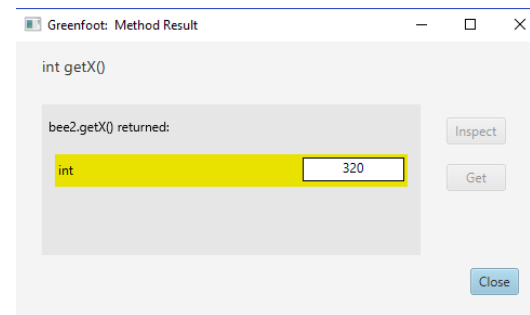 Greenfoot: Method Result
int getX()
bee2.getX() returned:
Inspect
int 320
Get
Close